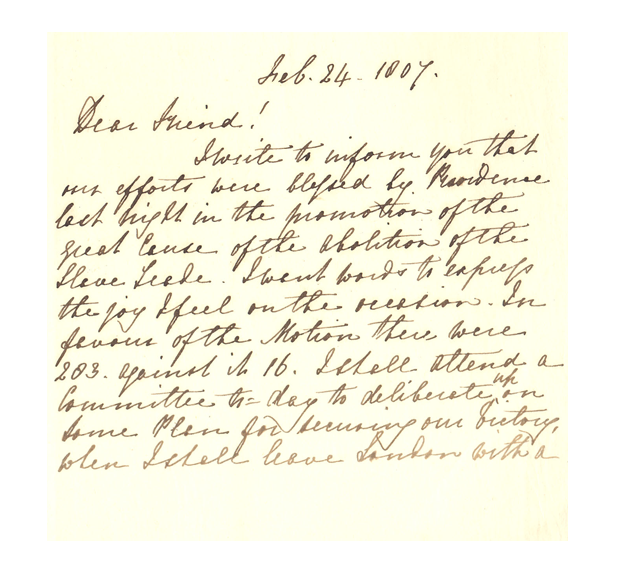 Feb. 24. 1807.
Dear Friend!
I write to inform you that
our efforts were blessed by Providence
last night in the promotion of the
great Cause of the Abolition of the
Slave Trade. I want words to express
the joy I feel on the occasion. In
favour of the Motion there were
283. against it 16. I shall attend a
Committee to=day to deliberate upon
some Plan for securing our Victory,
when I shall leave London with a